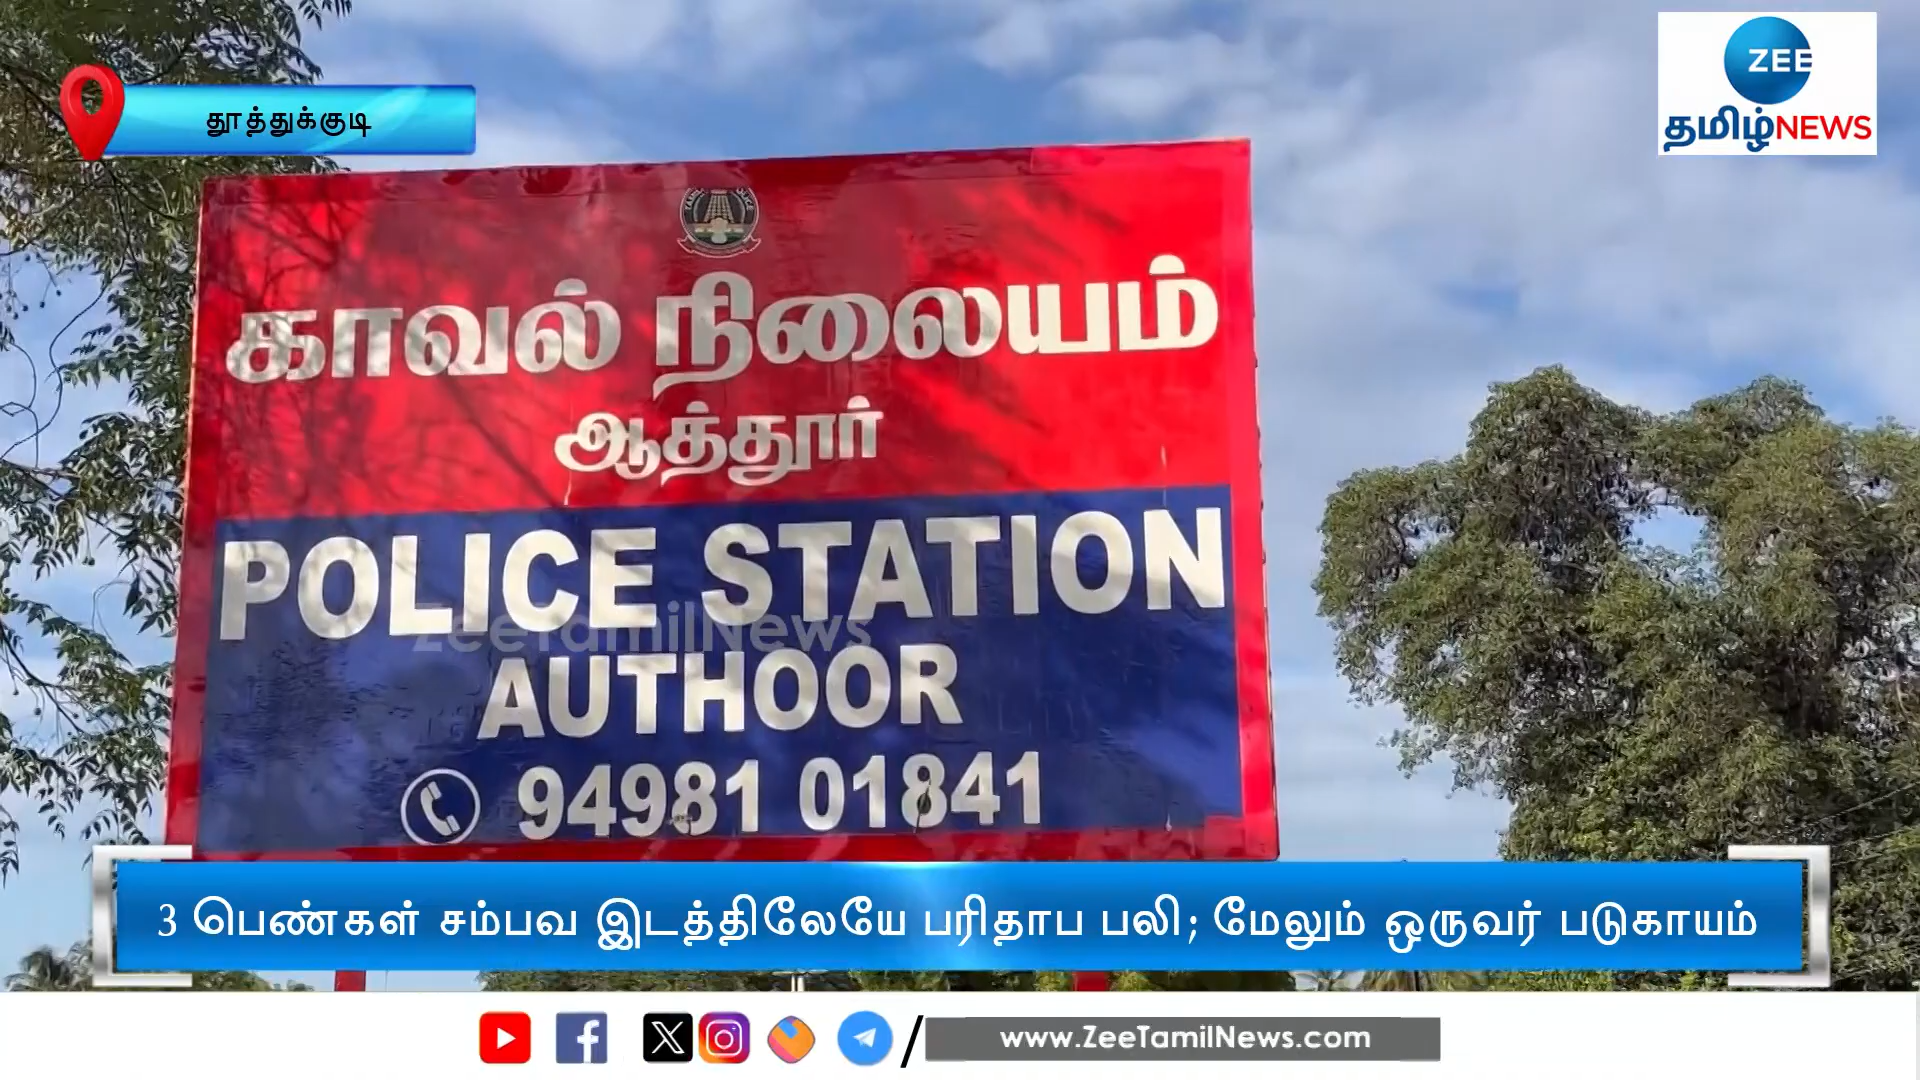 தூத்துக்குடி
ZEE
தமிழ் NEWS
காவல் நிலையம்
ஆத்தூர்
POLICE STATION
AUTHOOR
94981 01841
ZeeTamilNews
3 பெண்கள் சம்பவ இடத்திலேயே பரிதாப பலி; மேலும் ஒருவர் படுகாயம்
www.ZeeTamilNews.com